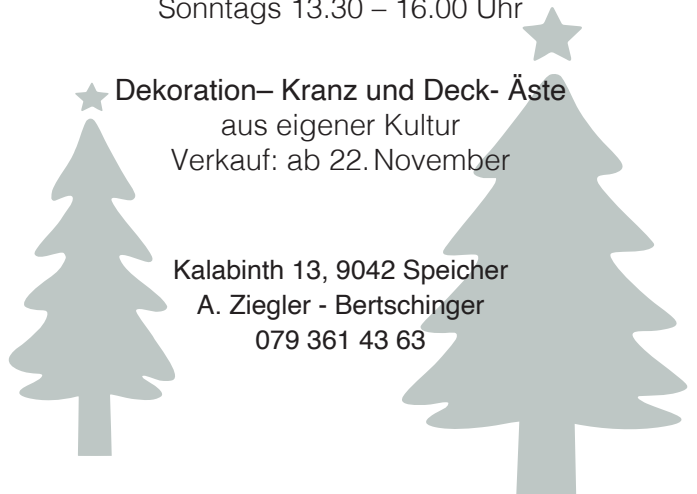 Sonntags 13.30 – 16.00 Uhr
Dekoration– Kranz und Deck- Äste
aus eigener Kultur
Verkauf: ab 22. November
Kalabinth 13, 9042 Speicher
A. Ziegler - Bertschinger
079 361 43 63